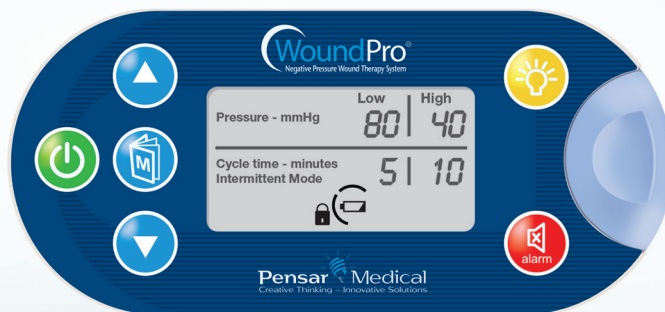 WoundPro®
Negative Pressure Wound Therapy System
Low High
Pressure - mmHg 80 40
Cycle time - minutes 5 10
Intermittent Mode
M
alarm
Pensar Medical
Creative Thinking – Innovative Solutions